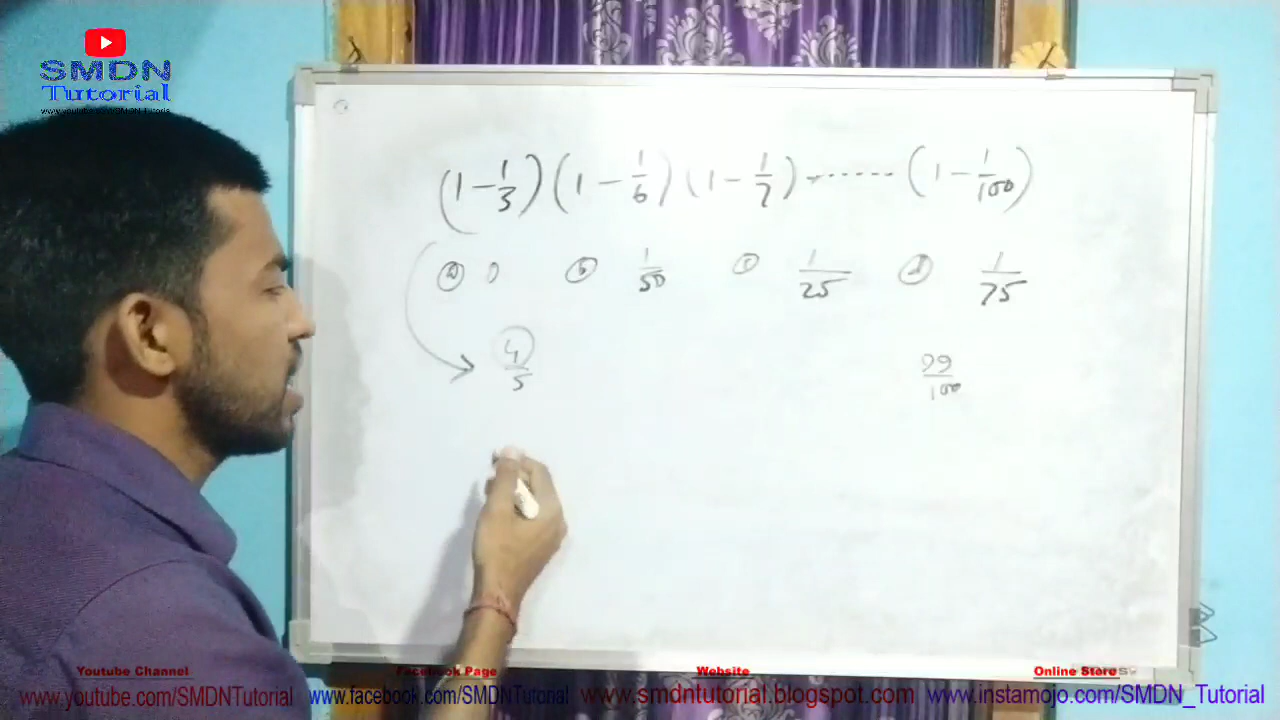 SMDN
Tutorial
(1 - 1/5) (1 - 1/6) (1 - 1/7) ....... (1 - 1/100)
(a) 0 (b) 1/50 (c) 1/25 (d) 1/75
4/5 99/100
Youtube Channel Facebook Page Website Online Store
www.youtube.com/SMDNTutorial www.facebook.com/SMDNTutorial www.smdntutorial.blogspot.com www.instamojo.com/SMDN_Tutorial